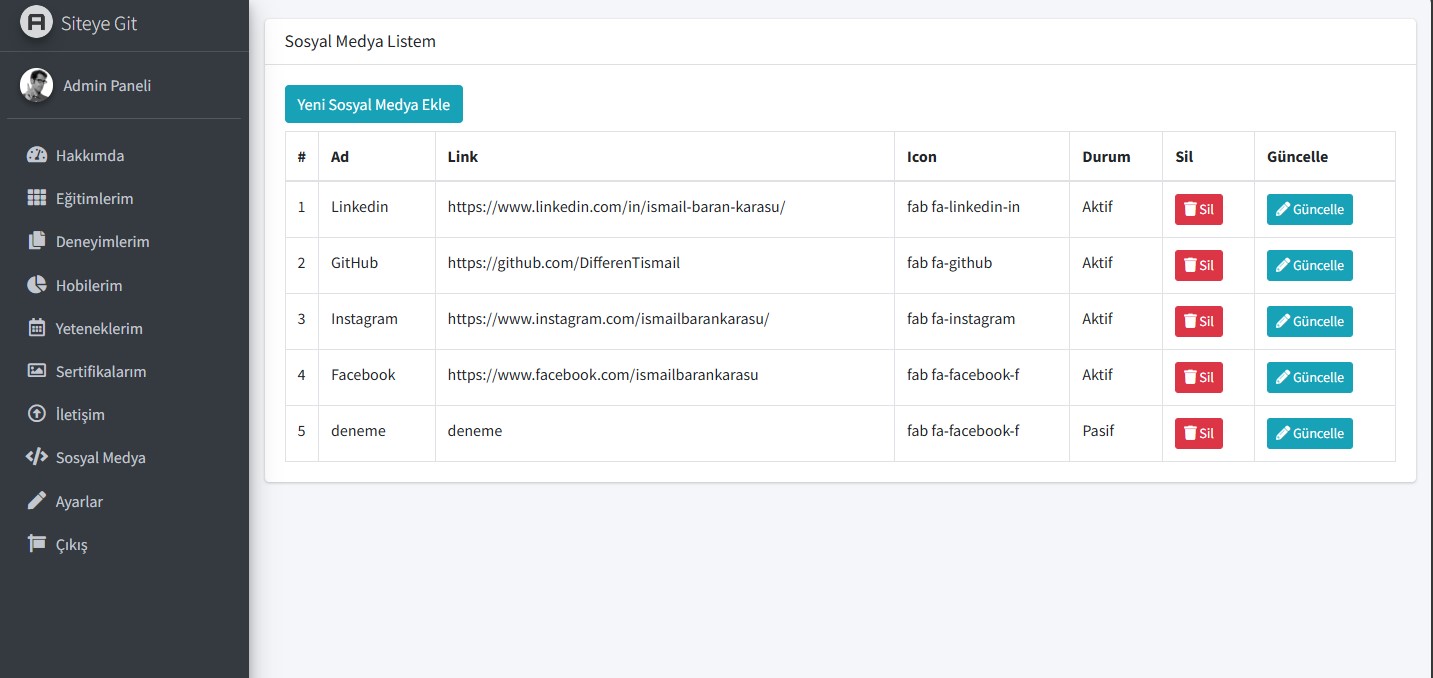 Siteye Git
Admin Paneli
Hakkımda
Eğitimlerim
Deneyimlerim
Hobilerim
Yeteneklerim
Sertifikalarım
İletişim
Sosyal Medya
Ayarlar
Çıkış
Sosyal Medya Listem
Yeni Sosyal Medya Ekle
# Ad Link Icon Durum Sil Güncelle
1 Linkedin https://www.linkedin.com/in/ismail-baran-karasu/ fab fa-linkedin-in Aktif Sil Güncelle
2 GitHub https://github.com/DifferenTismail fab fa-github Aktif Sil Güncelle
3 Instagram https://www.instagram.com/ismailbarankarasu/ fab fa-instagram Aktif Sil Güncelle
4 Facebook https://www.facebook.com/ismailbarankarasu fab fa-facebook-f Aktif Sil Güncelle
5 deneme deneme fab fa-facebook-f Pasif Sil Güncelle